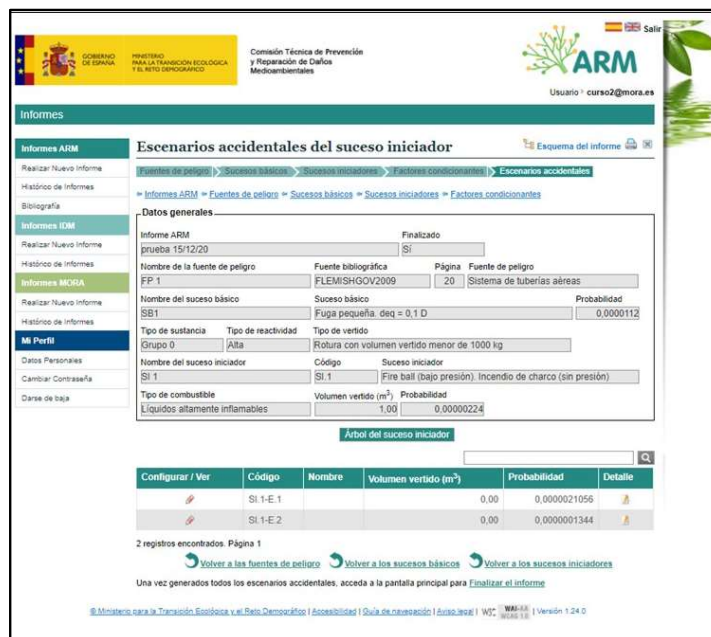 GOBIERNO DE ESPAÑA
MINISTERIO PARA LA TRANSICIÓN ECOLÓGICA Y EL RETO DEMOGRÁFICO
Comisión Técnica de Prevención y Reparación de Daños Medioambientales
Salir
ARM
Usuario curso2@mora.es
Informes
Informes ARM
Realizar Nuevo Informe
Histórico de Informes
Bibliografía
Informes IDM
Realizar Nuevo Informe
Histórico de Informes
Informes MORA
Realizar Nuevo Informe
Histórico de Informes
Mi Perfil
Datos Personales
Cambiar Contraseña
Darse de baja
Escenarios accidentales del suceso iniciador
Esquema del informe
Fuentes de peligro Sucesos básicos Sucesos iniciadores Factores condicionantes Escenarios accidentales
Informes ARM Fuentes de peligro Sucesos básicos Sucesos iniciadores Factores condicionantes
Datos generales
Informe ARM Finalizado
prueba 15/12/20 Sí
Nombre de la fuente de peligro Fuente bibliográfica Página Fuente de peligro
FP 1 FLEMISHGOV2009 20 Sistema de tuberías aéreas
Nombre del suceso básico Suceso básico Probabilidad
SB1 Fuga pequeña. deq = 0,1 D 0,0000112
Tipo de sustancia Tipo de reactividad Tipo de vertido
Grupo 0 Alta Rotura con volumen vertido menor de 1000 kg
Nombre del suceso iniciador Código Suceso iniciador
SI 1 SI.1 Fire ball (bajo presión). Incendio de charco (sin presión)
Tipo de combustible Volumen vertido (m³) Probabilidad
Líquidos altamente inflamables 1,00 0,00000224
Árbol del suceso iniciador
Configurar / Ver Código Nombre Volumen vertido (m³) Probabilidad Detalle
SI.1-E.1 0,00 0,0000021056
SI.1-E.2 0,00 0,0000001344
2 registros encontrados. Página 1
Volver a las fuentes de peligro Volver a los sucesos básicos Volver a los sucesos iniciadores
Una vez generados todos los escenarios accidentales, acceda a la pantalla principal para Finalizar el informe
© Ministerio para la Transición Ecológica y el Reto Demográfico | Accesibilidad | Guía de navegación | Aviso legal | W3C WAI-AA WCAG 1.0 | Versión 1.24.0